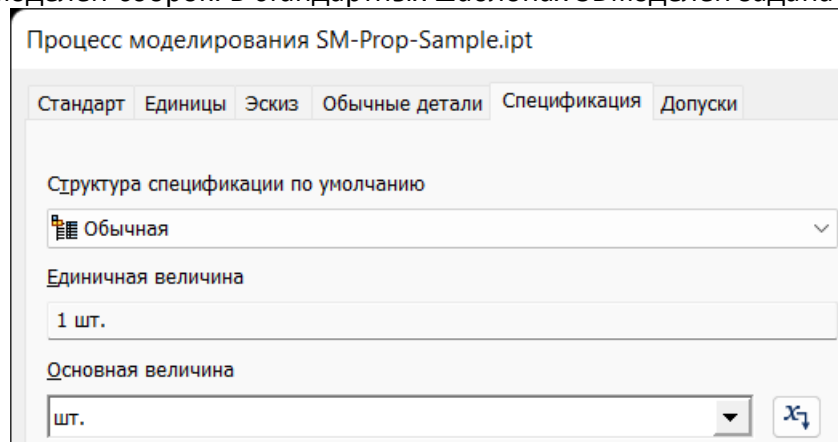 Процесс моделирования SM-Prop-Sample.ipt
Стандарт Единицы Эскиз Обычные детали Спецификация Допуски
Структура спецификации по умолчанию
Обычная
Единичная величина
1 шт.
Основная величина
шт.